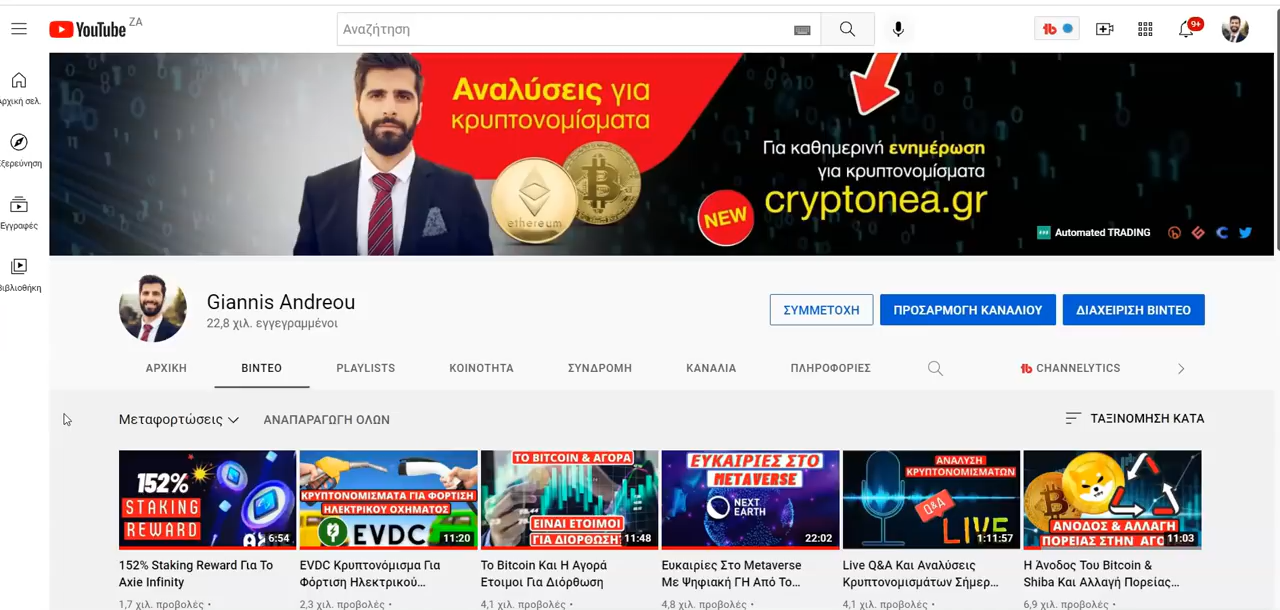 YouTube ZA
Αναζήτηση
9+
Αρχική σελ.
Εξερεύνηση
Εγγραφές
Βιβλιοθήκη
Αναλύσεις για
κρυπτονομίσματα
ethereum
Για καθημερινή ενημέρωση
για κρυπτονομίσματα
cryptonea.gr
NEW
Automated TRADING
Giannis Andreou
22,8 χιλ. εγγεγραμμένοι
ΣΥΜΜΕΤΟΧΗ
ΠΡΟΣΑΡΜΟΓΗ ΚΑΝΑΛΙΟΥ
ΔΙΑΧΕΙΡΙΣΗ ΒΙΝΤΕΟ
ΑΡΧΙΚΗ
ΒΙΝΤΕΟ
PLAYLISTS
ΚΟΙΝΟΤΗΤΑ
ΣΥΝΔΡΟΜΗ
ΚΑΝΑΛΙΑ
ΠΛΗΡΟΦΟΡΙΕΣ
CHANNELYTICS
Μεταφορτώσεις
ΑΝΑΠΑΡΑΓΩΓΗ ΟΛΩΝ
ΤΑΞΙΝΟΜΗΣΗ ΚΑΤΑ
152%
STAKING
REWARD
6:54
152% Staking Reward Για Το
Axie Infinity
1,7 χιλ. προβολές •
ΚΡΥΠΤΟΝΟΜΙΣΜΑΤΑ ΓΙΑ ΦΟΡΤΙΣΗ
ΗΛΕΚΤΡΙΚΟΥ ΟΧΗΜΑΤΟΣ
EVDC
11:20
EVDC Κρυπτονόμισμα Για
Φόρτιση Ηλεκτρικού...
2,3 χιλ. προβολές •
ΤΟ BITCOIN & ΑΓΟΡΑ
ΕΙΝΑΙ ΕΤΟΙΜΟΙ
ΓΙΑ ΔΙΟΡΘΩΣΗ
11:48
Το Bitcoin Και Η Αγορά
Ετοιμοι Για Διόρθωση
4,1 χιλ. προβολές •
ΕΥΚΑΙΡΙΕΣ ΣΤΟ
METAVERSE
NEXT
EARTH
22:02
Ευκαιρίες Στο Metaverse
Με Ψηφιακή ΓΗ Από Το...
4,8 χιλ. προβολές •
ΑΝΑΛΥΣΗ
ΚΡΥΠΤΟΝΟΜΙΣΜΑΤΩΝ
Q&A
LIVE
1:11:57
Live Q&A Και Αναλύσεις
Κρυπτονομισμάτων Σήμερ...
4,1 χιλ. προβολές •
ΑΝΟΔΟΣ & ΑΛΛΑΓΗ
ΠΟΡΕΙΑΣ ΣΤΗΝ ΑΓΟ
11:03
Η Άνοδος Του Bitcoin &
Shiba Και Αλλαγή Πορείας...
6,9 χιλ. προβολές •